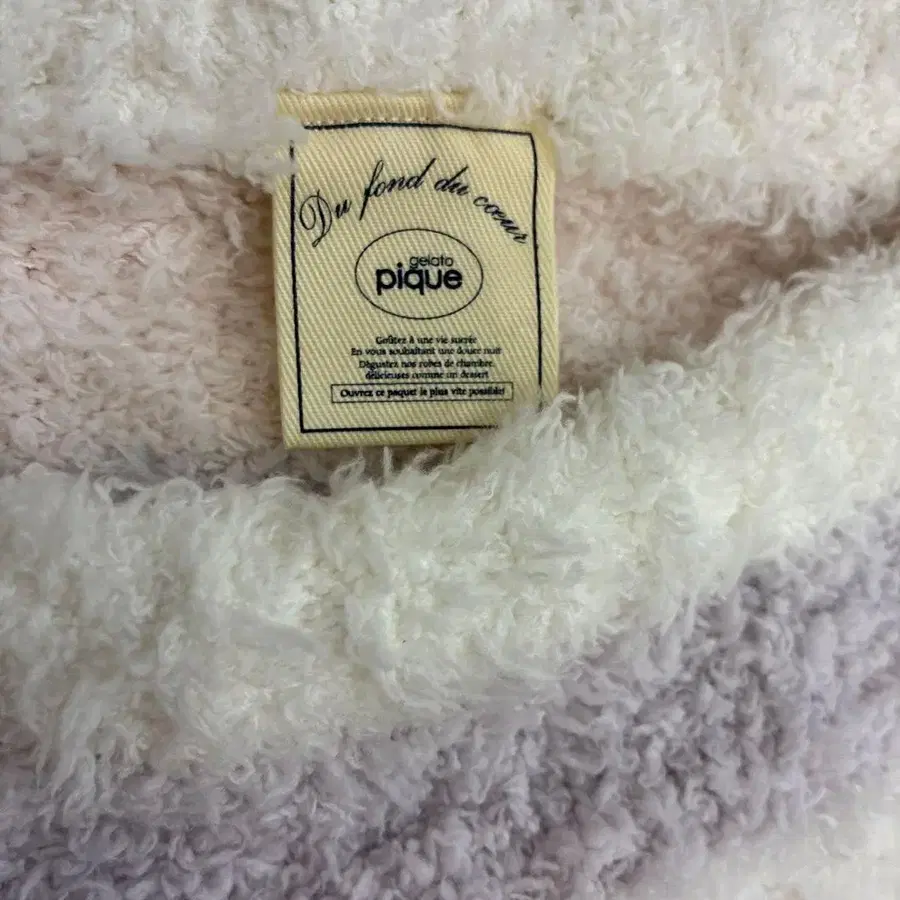 Du fond du cœur
gelato
pique
Goûtez à une vie sucrée
En vous souhaitant une douce nuit
Dégustez nos robes de chambre,
délicieuses comme un dessert
Ouvrez ce paquet le plus vite possible!